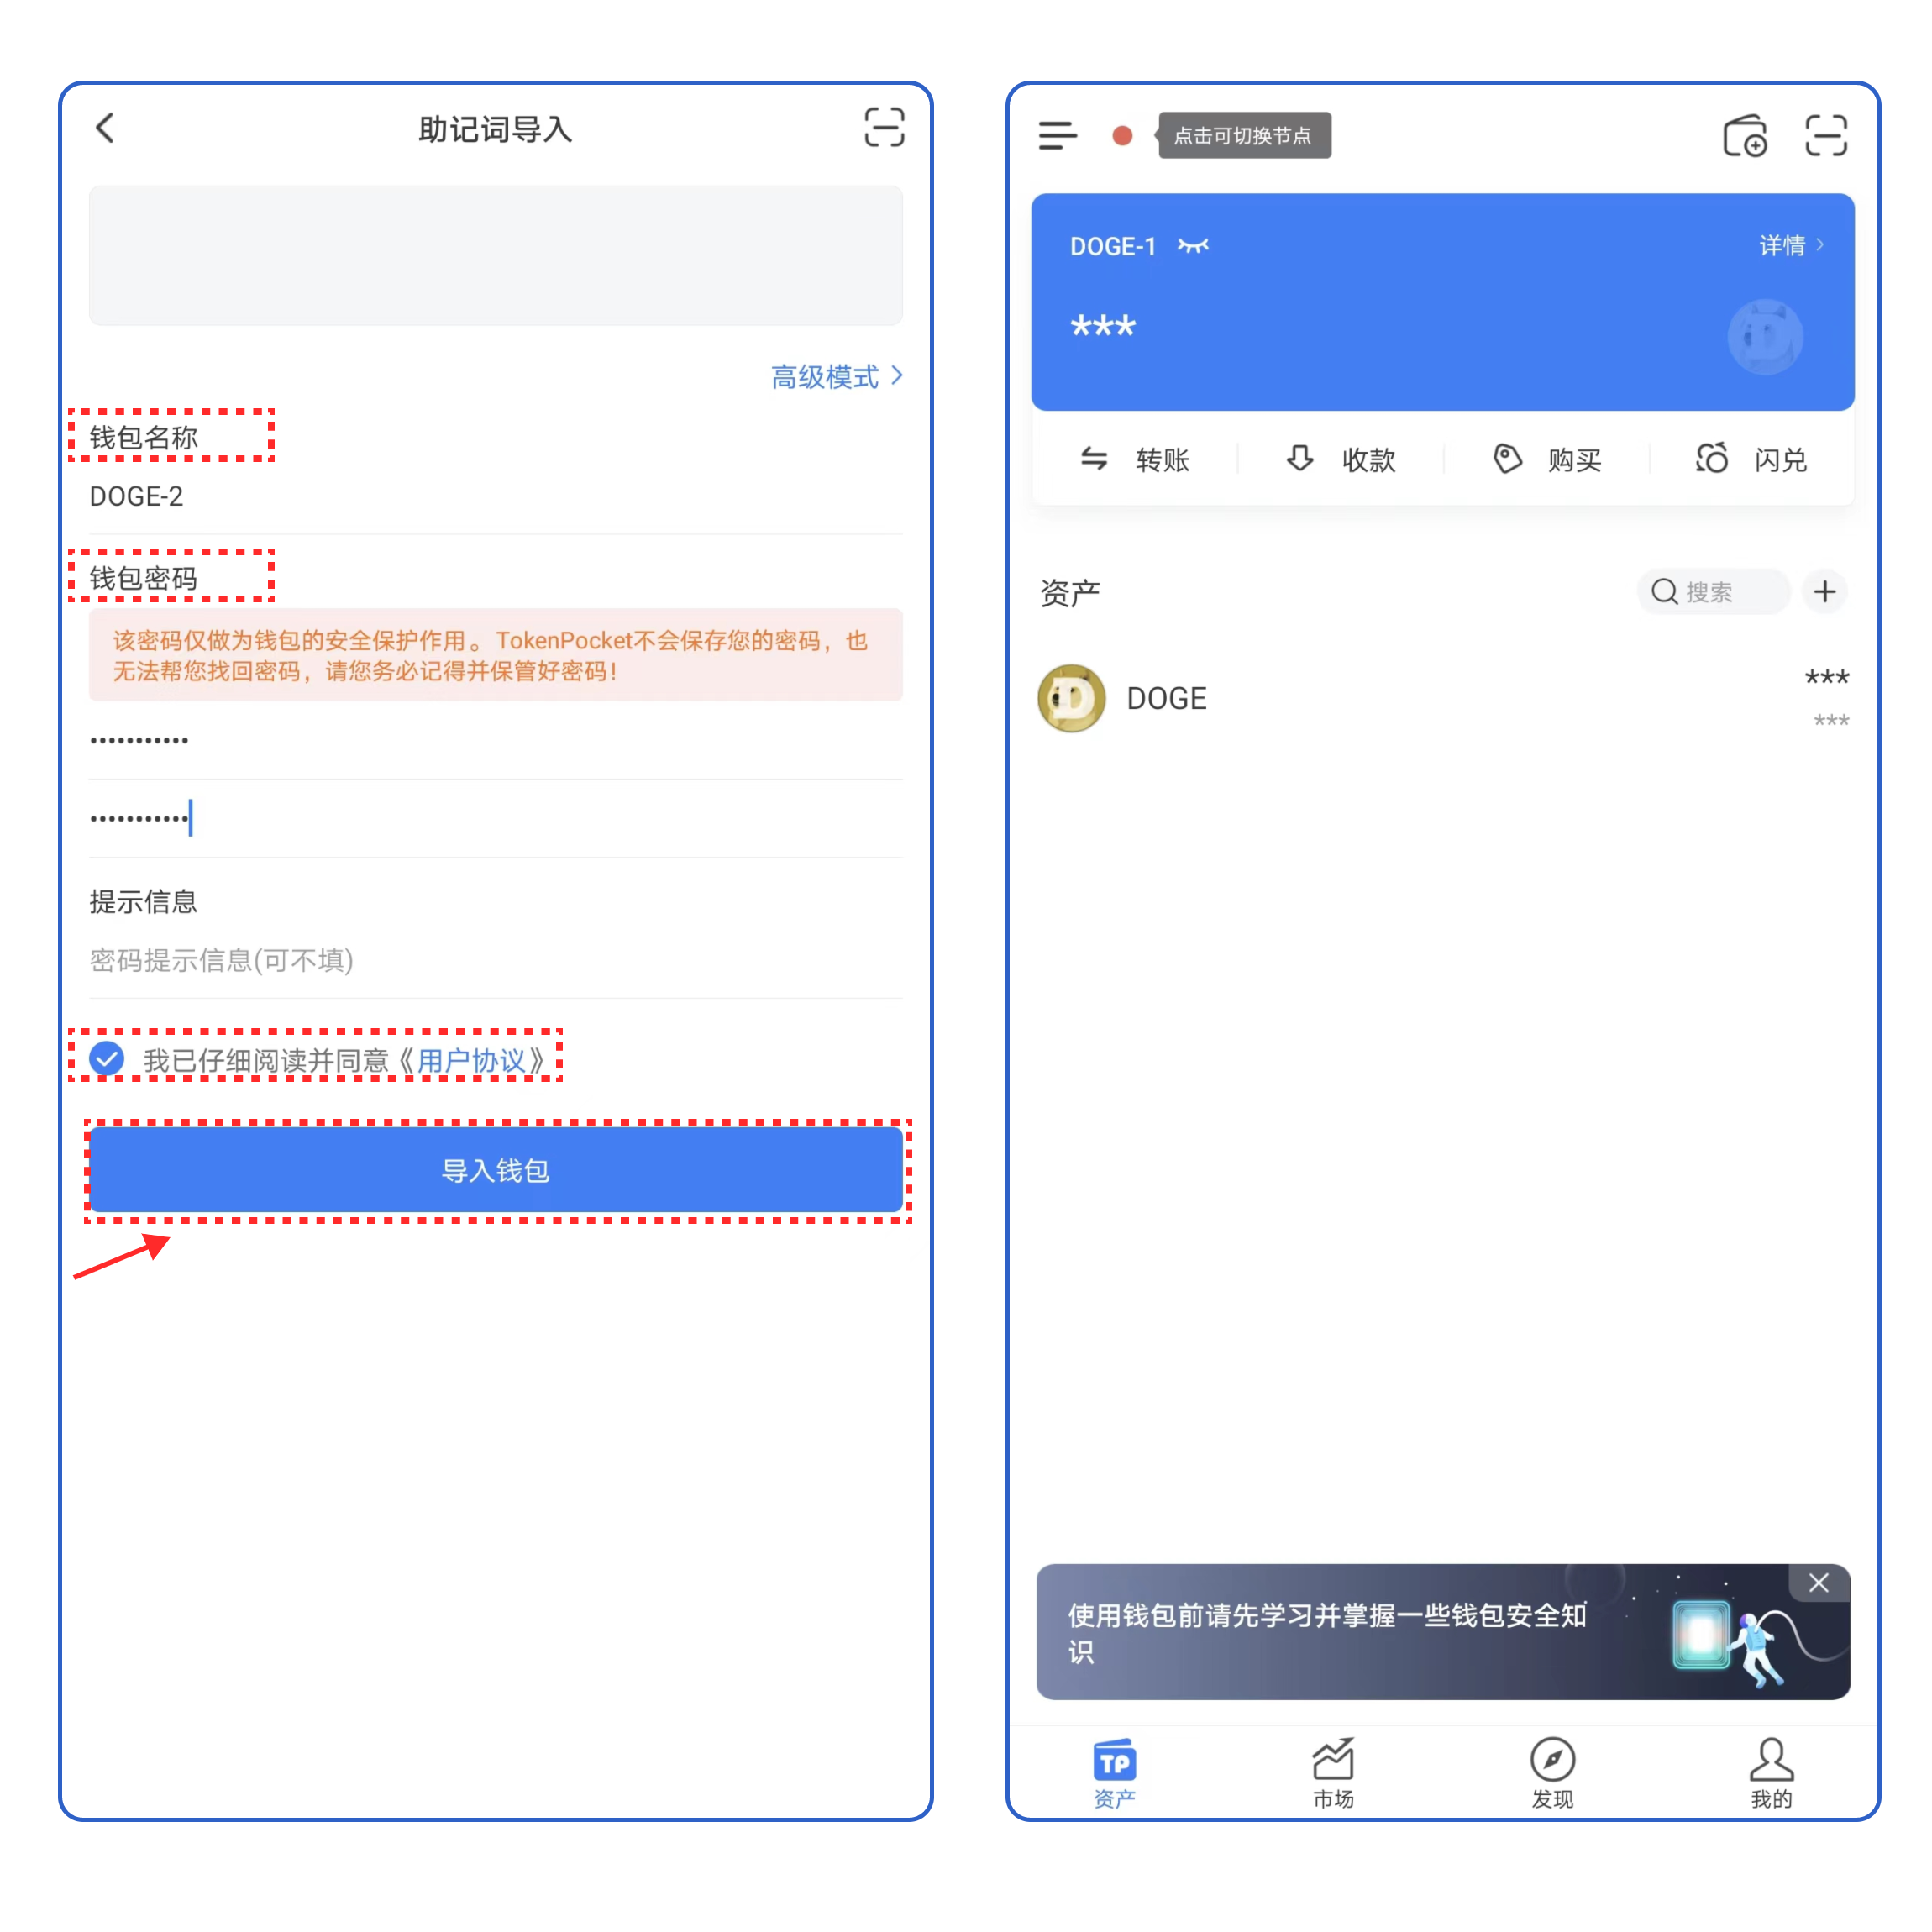 助记词导入
高级模式
钱包名称
DOGE-2
钱包密码
该密码仅做为钱包的安全保护作用。TokenPocket不会保存您的密码，也
无法帮您找回密码，请您务必记得并保管好密码！
•••••••••••
•••••••••••
提示信息
密码提示信息(可不填)
我已仔细阅读并同意《用户协议》
导入钱包
点击可切换节点
DOGE-1
详情
***
转账
收款
购买
闪兑
资产
搜索
DOGE
***
***
使用钱包前请先学习并掌握一些钱包安全知
识
TP
资产
市场
发现
我的